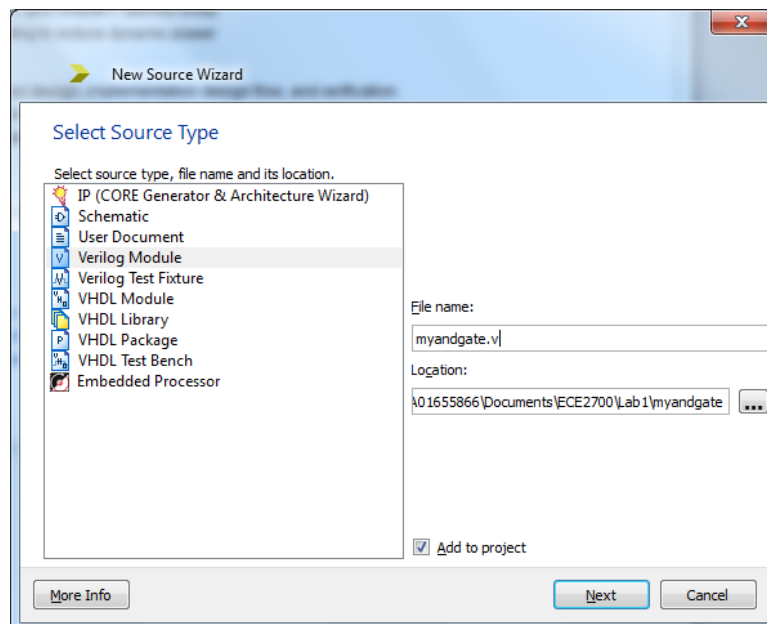 New Source Wizard
Select Source Type
Select source type, file name and its location.
IP (CORE Generator & Architecture Wizard)
Schematic
User Document
Verilog Module
Verilog Test Fixture
VHDL Module
VHDL Library
VHDL Package
VHDL Test Bench
Embedded Processor
File name:
myandgate.v
Location:
A01655866\Documents\ECE2700\Lab1\myandgate
...
Add to project
More Info
Next
Cancel